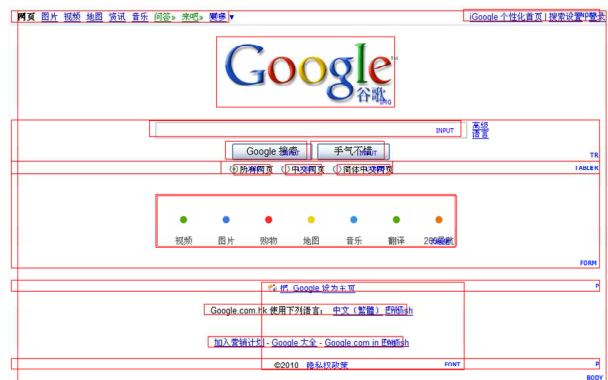 网页 图片 视频 地图 资讯 音乐 问答» 来吧» 更多 ▼
iGoogle 个性化首页 | 搜索设置 | 登录
Google
谷歌
IMG
INPUT
高级
语言
Google 搜索 手气不错
TR
所有网页 中文网页 简体中文网页
TABLE
视频 图片 购物 地图 音乐 翻译 265导航
FORM
把 Google 设为主页
P
Google.com.hk 使用下列语言： 中文（繁體） English
加入营销计划 - Google 大全 - Google.com in English
©2010 隐私权政策
FONT
P
BODY